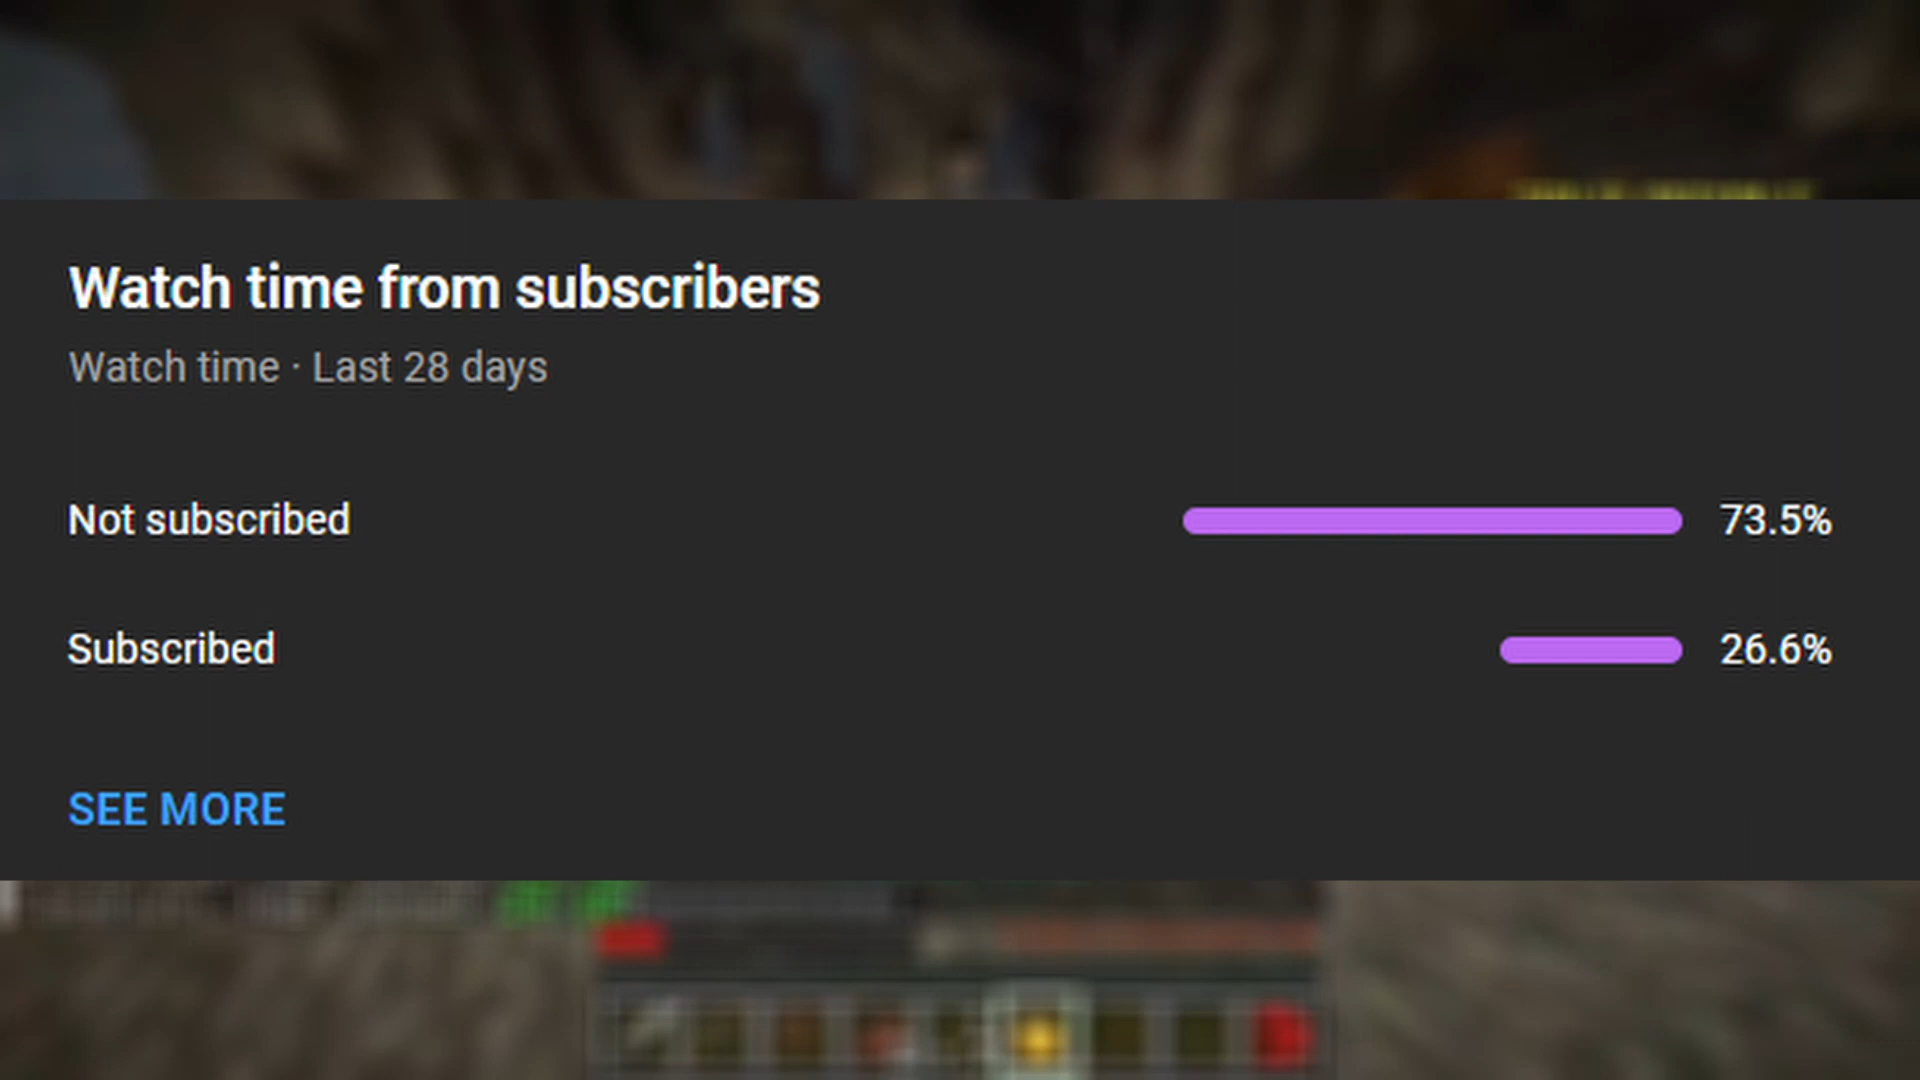 Watch time from subscribers
Watch time · Last 28 days
Not subscribed 73.5%
Subscribed 26.6%
SEE MORE